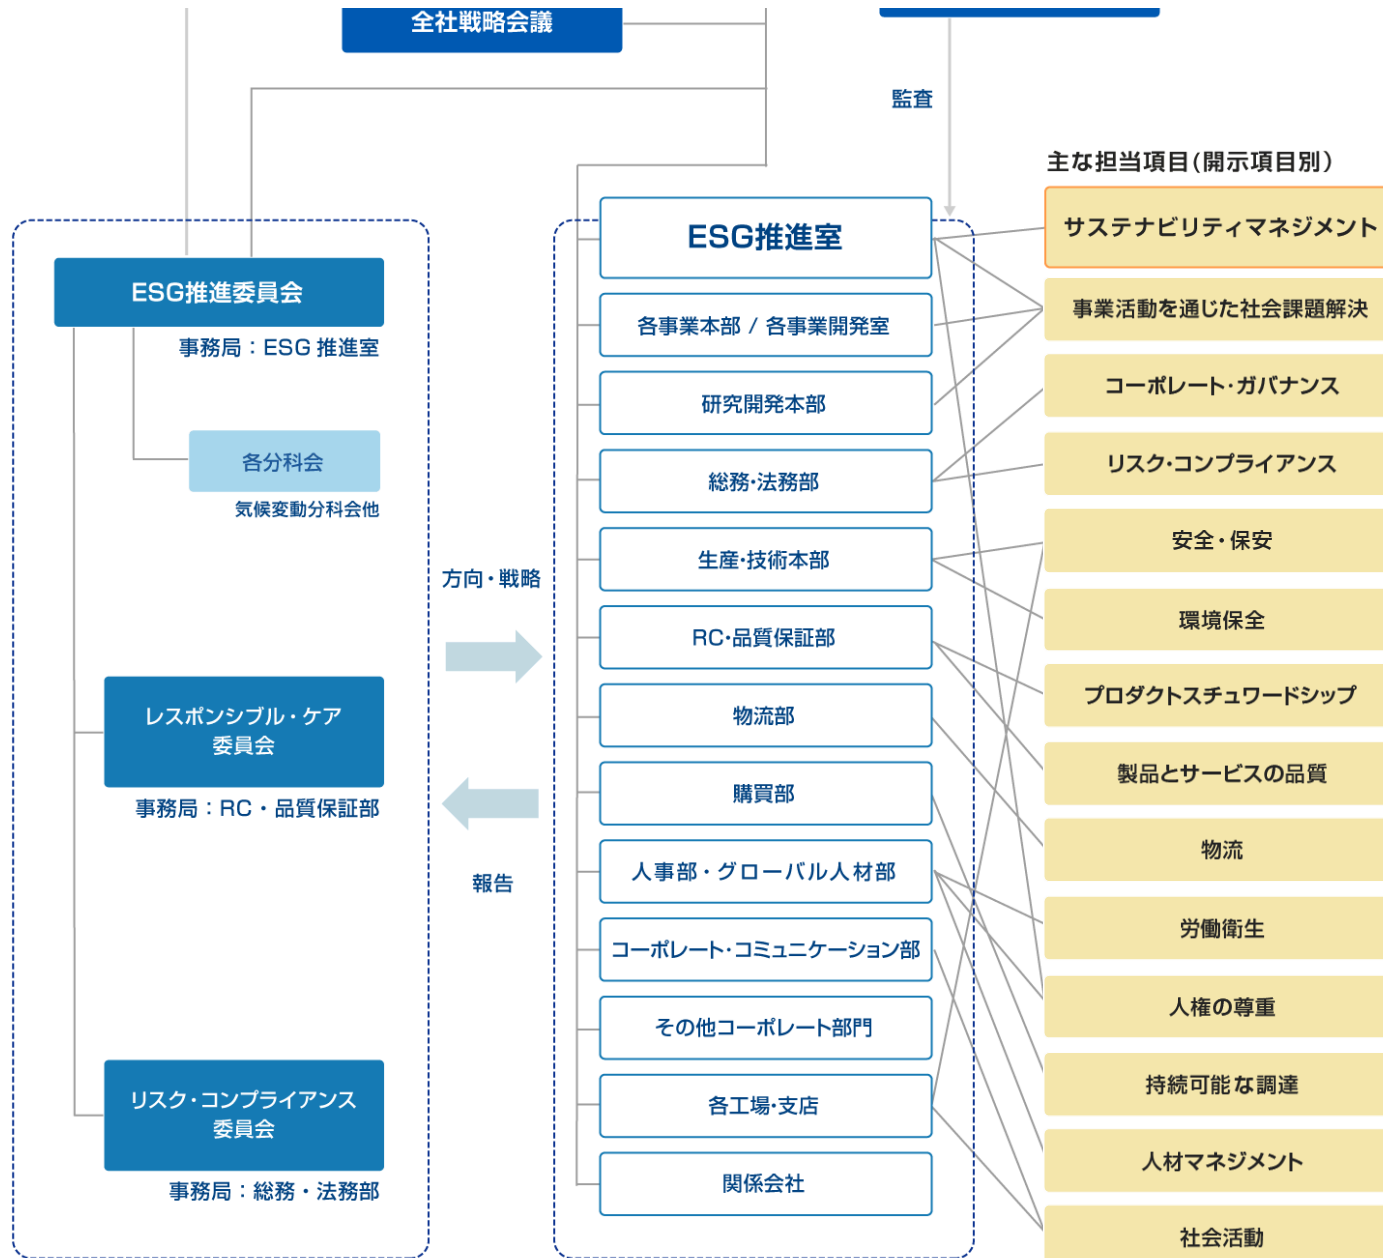 全社戦略会議
監査
主な担当項目(開示項目別)
ESG推進委員会
事務局：ESG 推進室
各分科会
気候変動分科会他
レスポンシブル・ケア
委員会
事務局：RC・品質保証部
リスク・コンプライアンス
委員会
事務局：総務・法務部
方向・戦略
報告
ESG推進室
各事業本部 / 各事業開発室
研究開発本部
総務・法務部
生産・技術本部
RC・品質保証部
物流部
購買部
人事部・グローバル人材部
コーポレート・コミュニケーション部
その他コーポレート部門
各工場・支店
関係会社
サステナビリティマネジメント
事業活動を通じた社会課題解決
コーポレート・ガバナンス
リスク・コンプライアンス
安全・保安
環境保全
プロダクトスチュワードシップ
製品とサービスの品質
物流
労働衛生
人権の尊重
持続可能な調達
人材マネジメント
社会活動